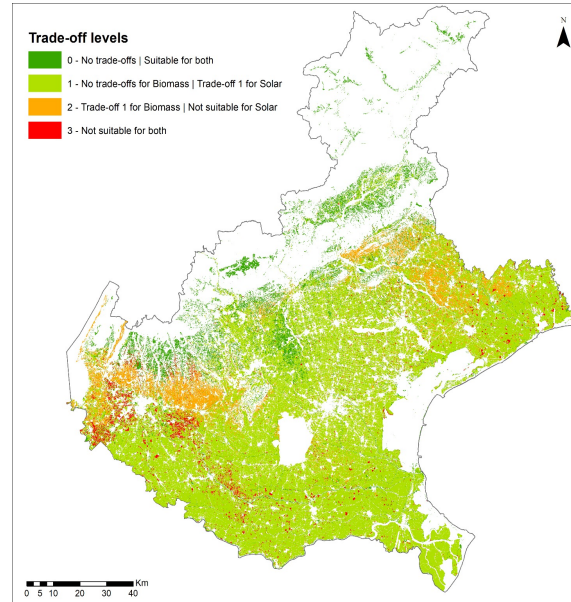 Trade-off levels
0 - No trade-offs | Suitable for both
1 - No trade-offs for Biomass | Trade-off 1 for Solar
2 - Trade-off 1 for Biomass | Not suitable for Solar
3 - Not suitable for both
N
Km
0 5 10 20 30 40